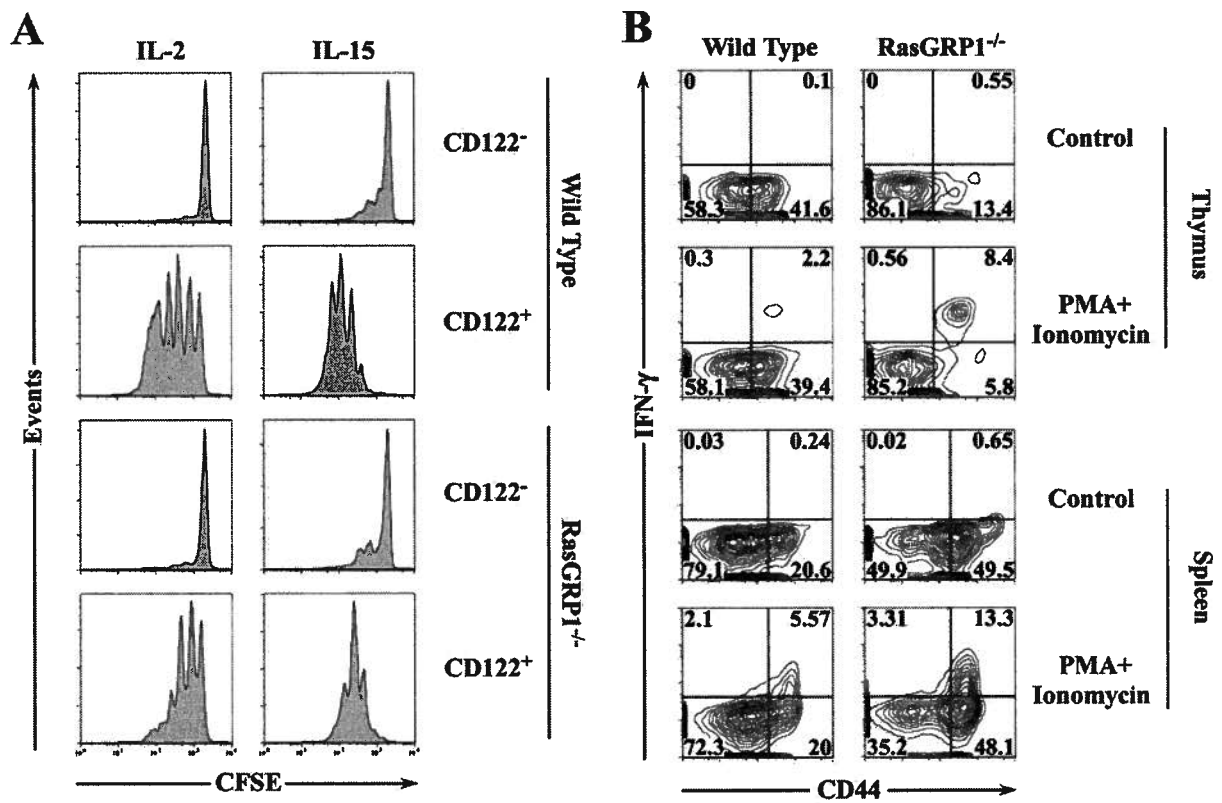 A
IL-2 IL-15
CD122-
CD122+
Wild Type
CD122-
CD122+
RasGRP1-/-
Events
CFSE
B
Wild Type RasGRP1-/-
0 0.1 0 0.55
58.3 41.6 86.1 13.4
Control
0.3 2.2 0.56 8.4
58.1 39.4 85.2 5.8
PMA+
Ionomycin
Thymus
0.03 0.24 0.02 0.65
79.1 20.6 49.9 49.5
Control
2.1 5.57 3.31 13.3
72.3 20 35.2 48.1
PMA+
Ionomycin
Spleen
IFN-γ
CD44